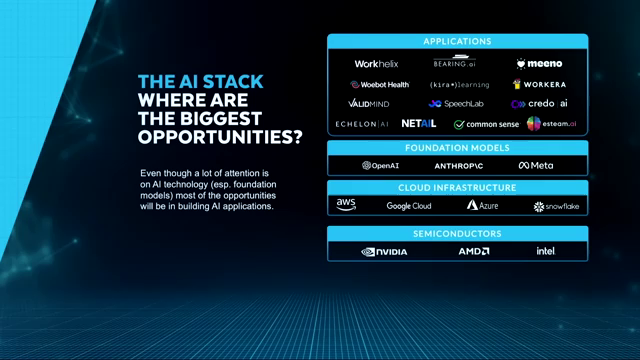 THE AI STACK
WHERE ARE
THE BIGGEST
OPPORTUNITIES?
Even though a lot of attention is
on AI technology (esp. foundation
models) most of the opportunities
will be in building AI applications.
APPLICATIONS
Workhelix
BEARING.ai
meeno
Woebot Health
(kira•)learning
WORKERA
VALIDMIND
SpeechLab
credo ai
ECHELON|AI
NETAIL
common sense
esteam.ai
FOUNDATION MODELS
OpenAI
ANTHROP\C
Meta
CLOUD INFRASTRUCTURE
aws
Google Cloud
Azure
snowflake
SEMICONDUCTORS
NVIDIA
AMD
intel